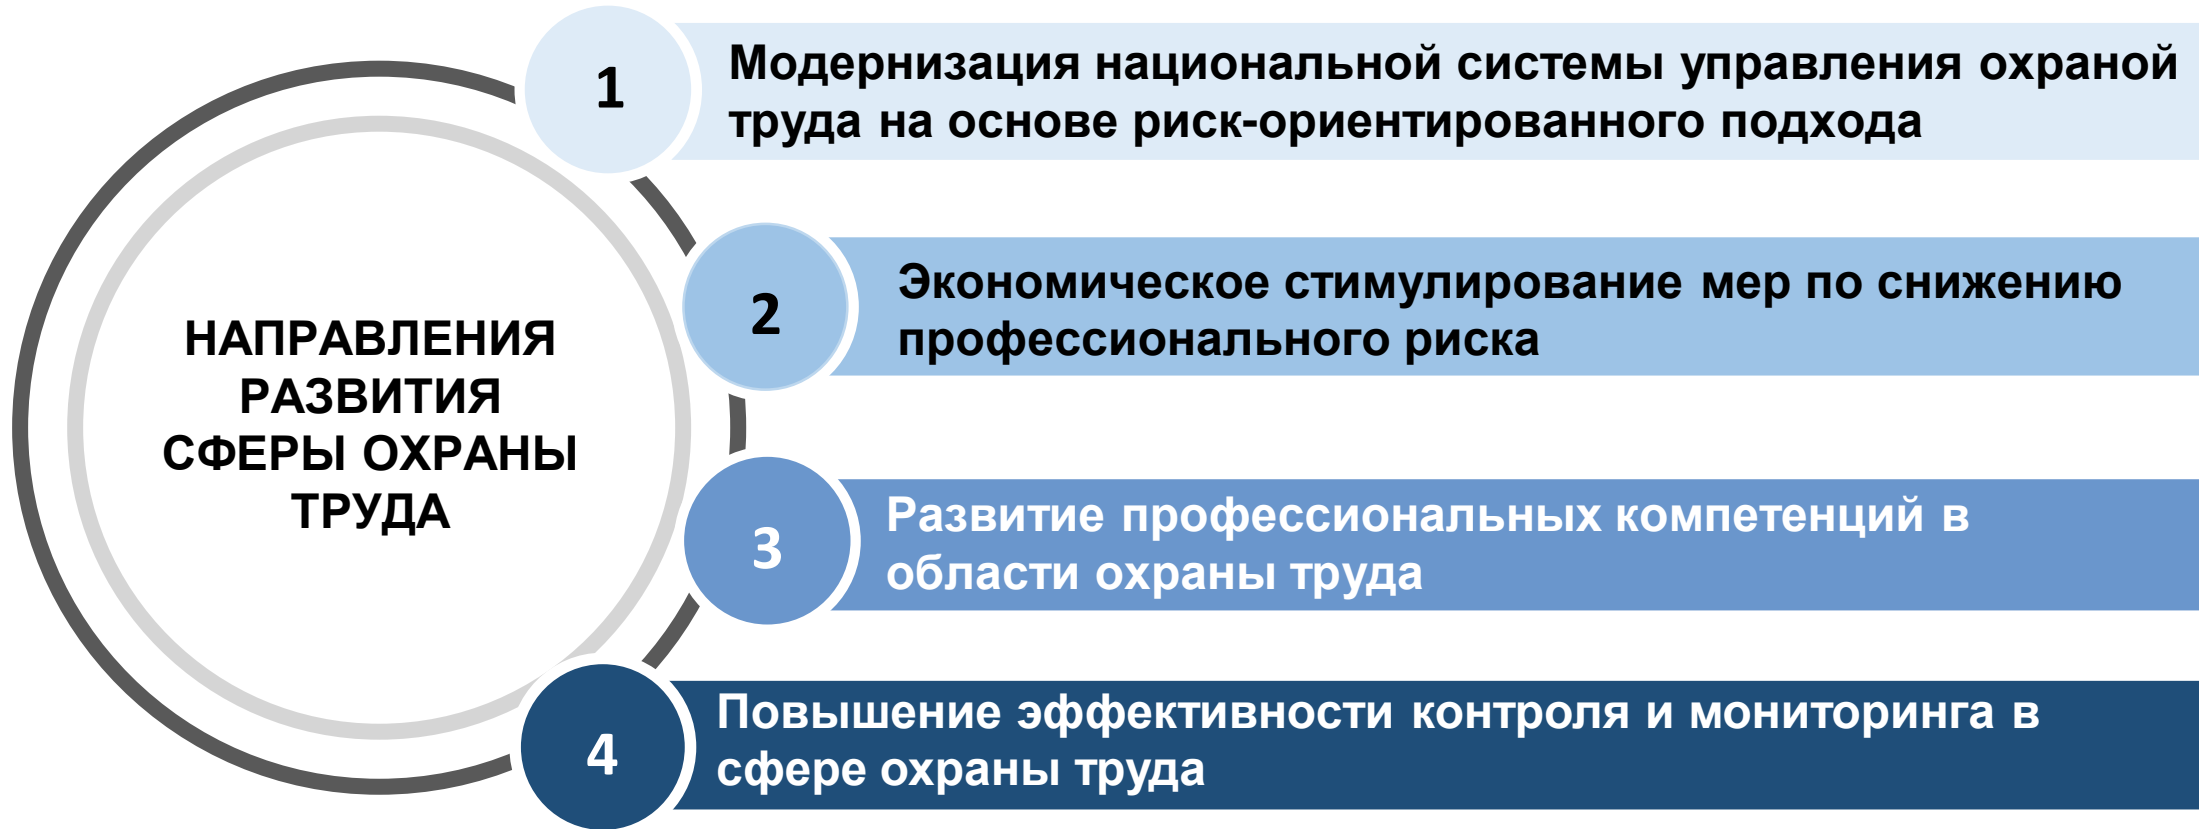 НАПРАВЛЕНИЯ
РАЗВИТИЯ
СФЕРЫ ОХРАНЫ
ТРУДА
1
Модернизация национальной системы управления охраной
труда на основе риск-ориентированного подхода
2
Экономическое стимулирование мер по снижению
профессионального риска
3
Развитие профессиональных компетенций в
области охраны труда
4
Повышение эффективности контроля и мониторинга в
сфере охраны труда